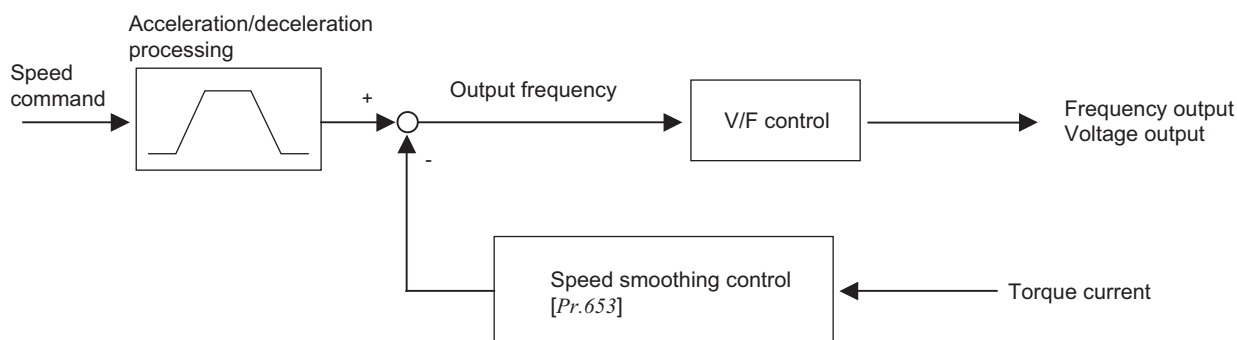 Acceleration/deceleration
processing
Speed
command
+
Output frequency
V/F control
Frequency output
Voltage output
-
Speed smoothing control
[Pr.653]
Torque current